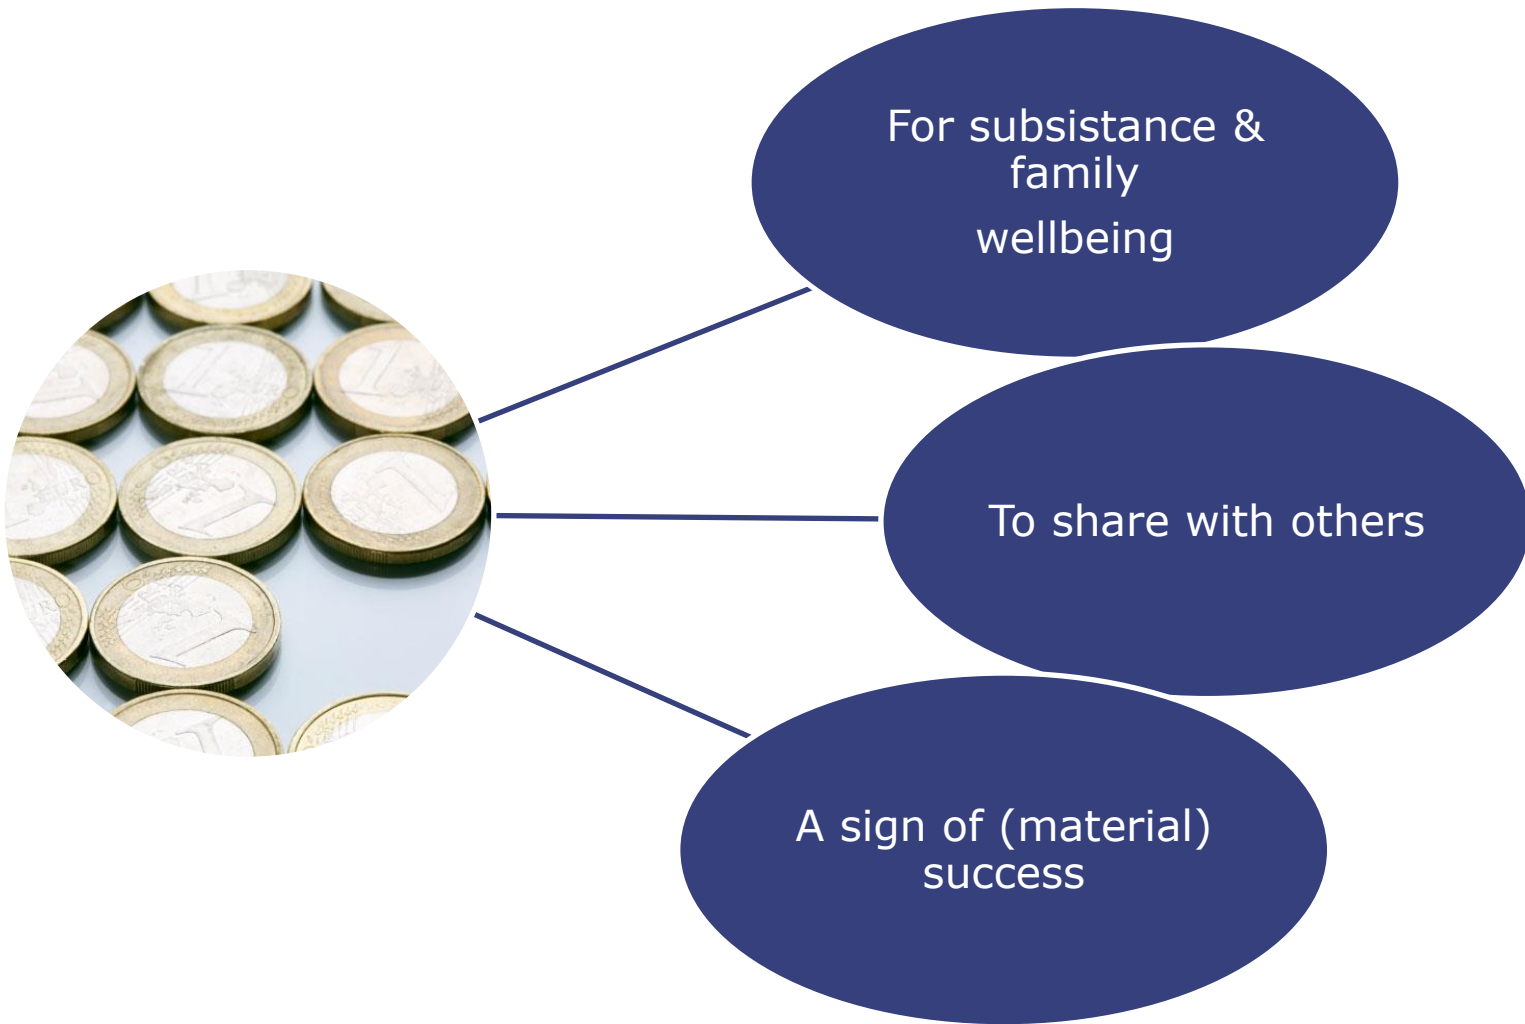 For subsistance &
family
wellbeing
To share with others
A sign of (material)
success